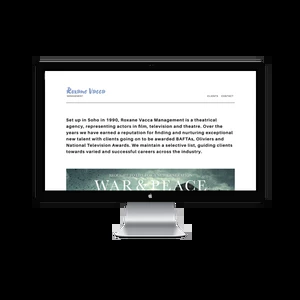 Roxane Vacca
MANAGEMENT
CLIENTS CONTACT
Set up in Soho in 1990, Roxane Vacca Management is a theatrical
agency, representing actors in film, television and theatre. Over the
years we have earned a reputation for finding and nurturing exceptional
new talent with clients going on to be awarded BAFTAs, Oliviers and
National Television Awards. We maintain a selective list, guiding clients
towards varied and successful careers across the industry.
WAR & PEACE